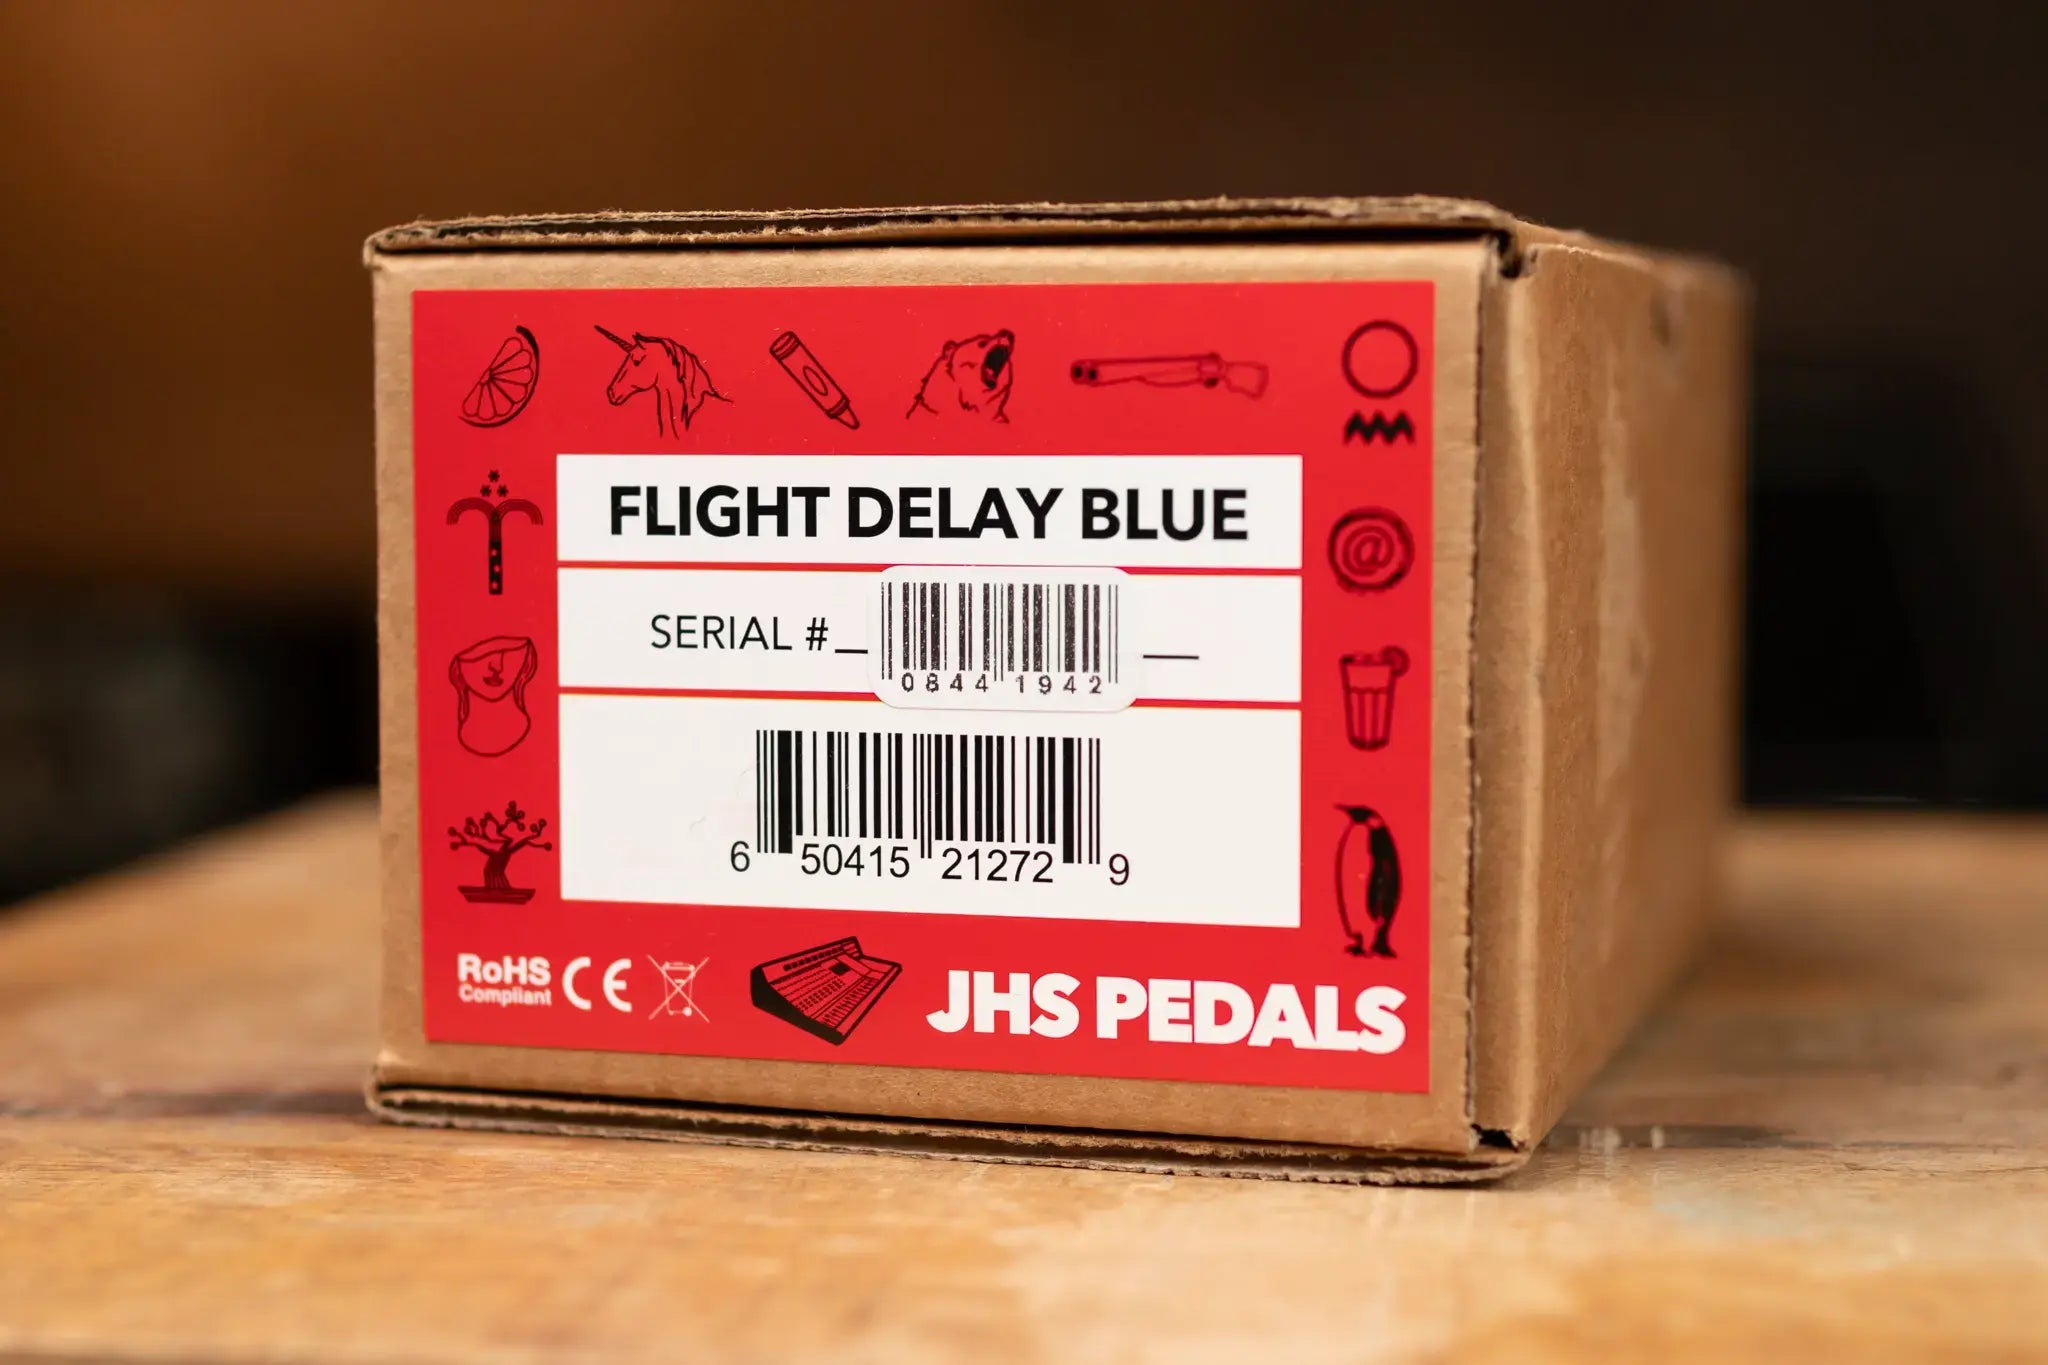 FLIGHT DELAY BLUE
SERIAL #
0844 1942
6 50415 21272 9
RoHS
Compliant
CE
JHS PEDALS
@